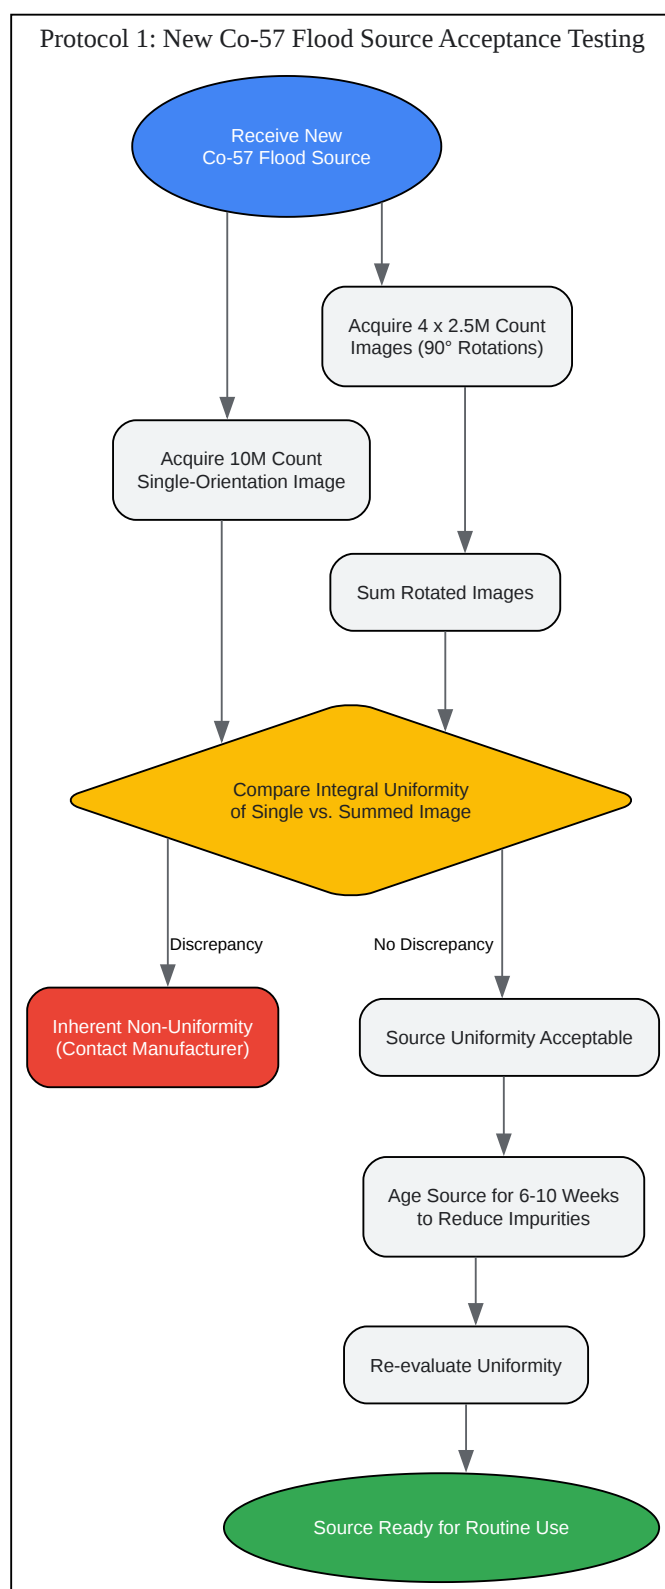 Protocol 1: New Co-57 Flood Source Acceptance Testing
Receive New
Co-57 Flood Source
Acquire 4 x 2.5M Count
Images (90° Rotations)
Acquire 10M Count
Single-Orientation Image
Sum Rotated Images
Compare Integral Uniformity
of Single vs. Summed Image
Discrepancy
No Discrepancy
Inherent Non-Uniformity
(Contact Manufacturer)
Source Uniformity Acceptable
Age Source for 6-10 Weeks
to Reduce Impurities
Re-evaluate Uniformity
Source Ready for Routine Use